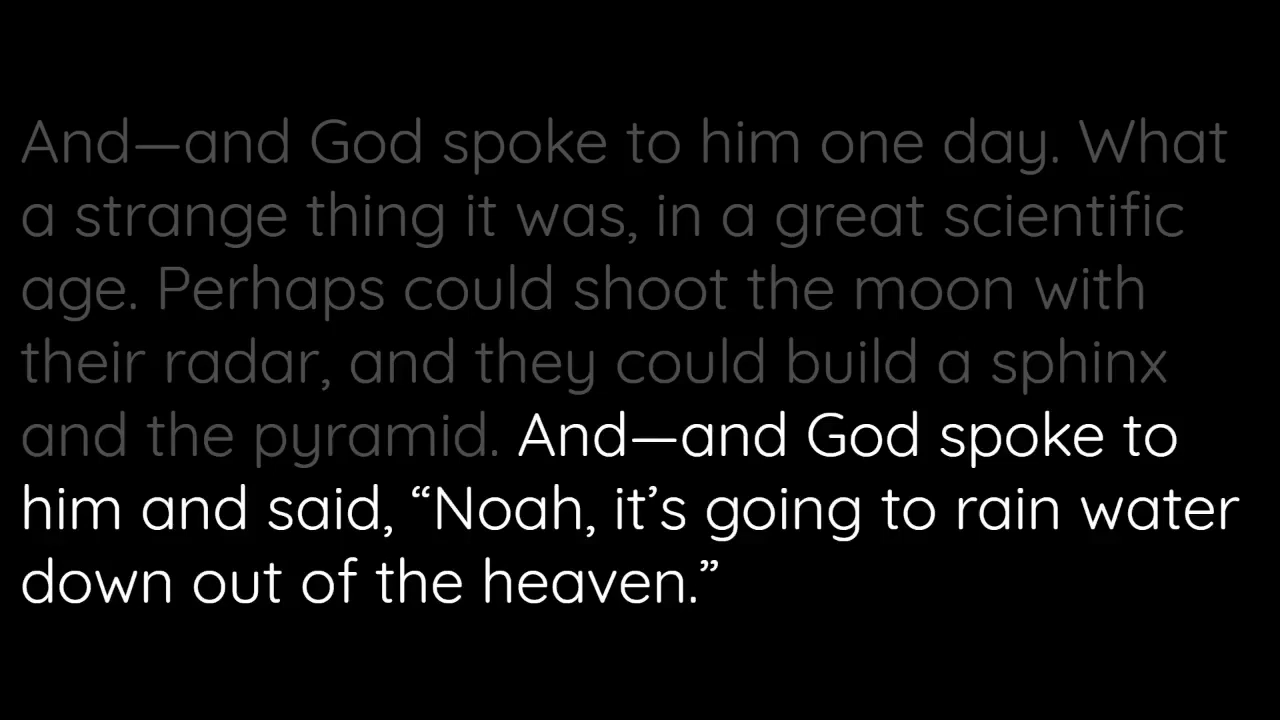 And—and God spoke to him one day. What
a strange thing it was, in a great scientific
age. Perhaps could shoot the moon with
their radar, and they could build a sphinx
and the pyramid. And—and God spoke to
him and said, “Noah, it’s going to rain water
down out of the heaven.”